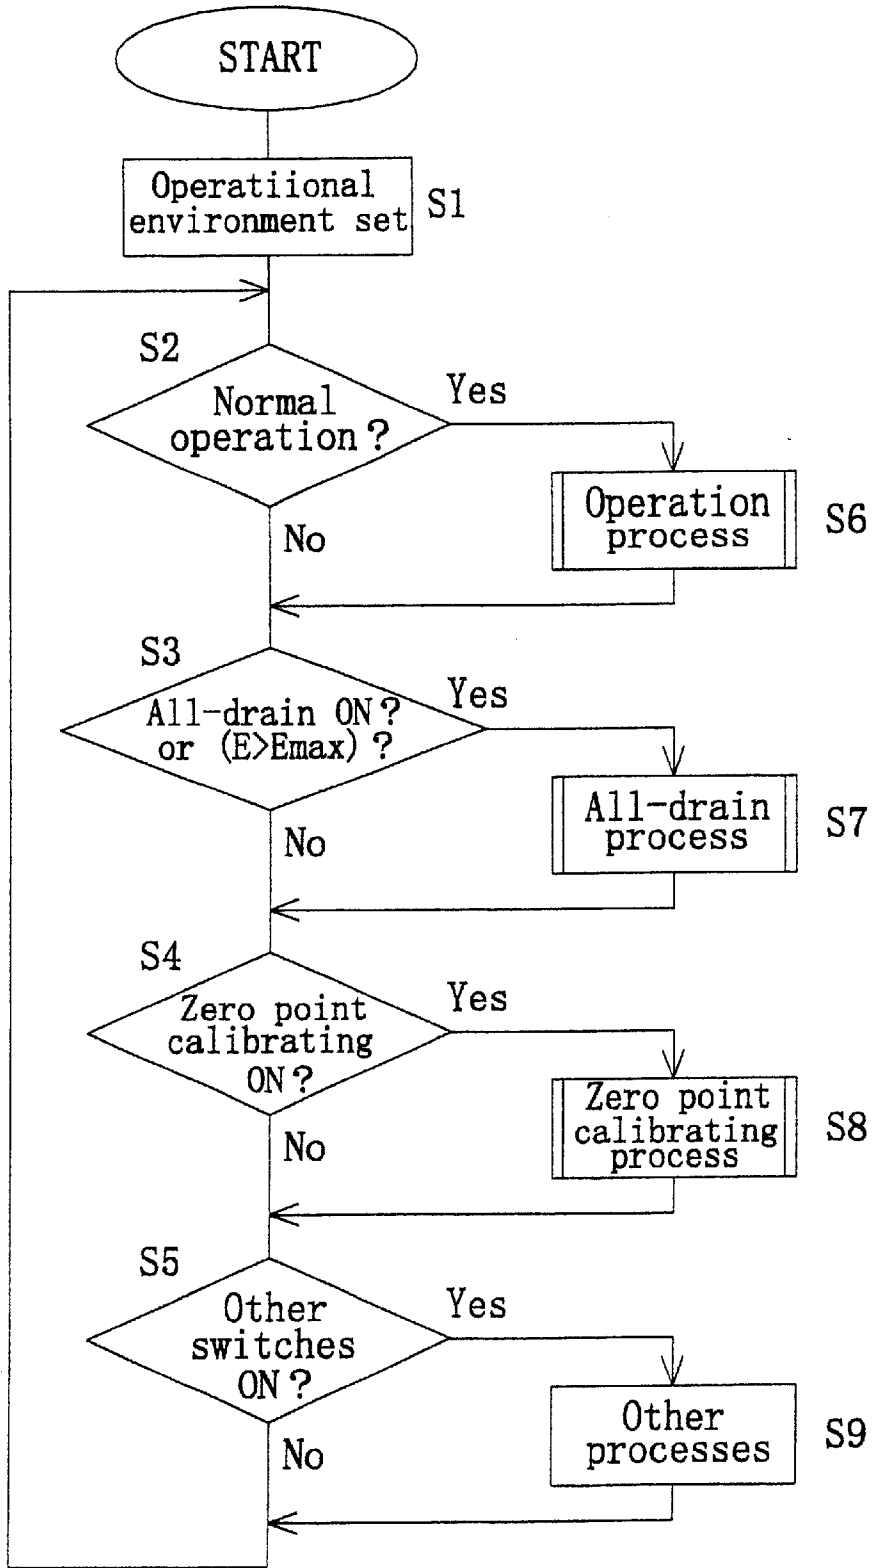 START
Operatiional
environment set
S1
S2
Normal
operation?
Yes
No
Operation
process
S6
S3
All-drain ON?
or (E>Emax)?
Yes
No
All-drain
process
S7
S4
Zero point
calibrating
ON?
Yes
No
Zero point
calibrating
process
S8
S5
Other
switches
ON?
Yes
No
Other
processes
S9